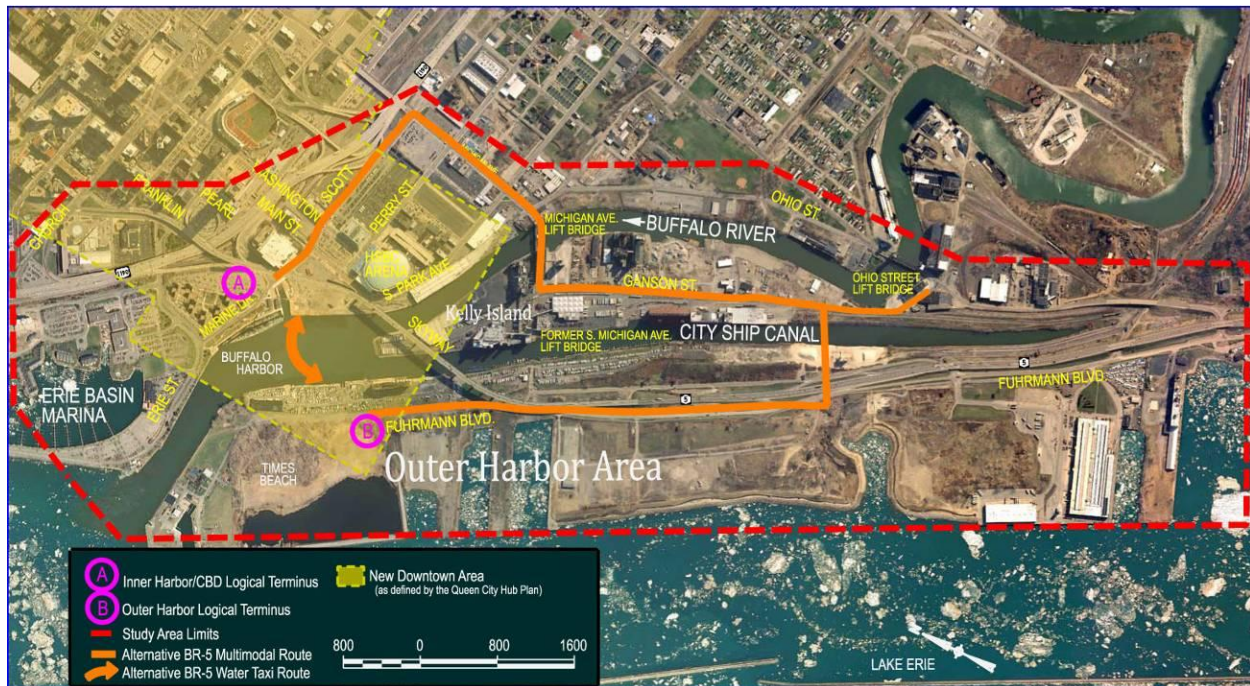 I190
CHURCH
FRANKLIN
PEARL
MAIN ST.
SCOTT
PERRY ST.
ARENA
S. PARK AVE.
MICHIGAN AVE.
LIFT BRIDGE
BUFFALO RIVER
OHIO ST.
OHIO STREET
LIFT BRIDGE
I190
A
MARINE
GANSON ST.
Kelly Island
FORMER S. MICHIGAN AVE.
LIFT BRIDGE
CITY SHIP CANAL
SKYWAY
BUFFALO
HARBOR
ERIE ST.
ERIE BASIN
MARINA
5
5
FUHRMANN BLVD.
B
FUHRMANN BLVD.
Outer Harbor Area
TIMES
BEACH
A Inner Harbor/CBD Logical Terminus
B Outer Harbor Logical Terminus
Study Area Limits
Alternative BR-5 Multimodal Route
Alternative BR-5 Water Taxi Route
New Downtown Area
(as defined by the Queen City Hub Plan)
800 0 800 1600
LAKE ERIE